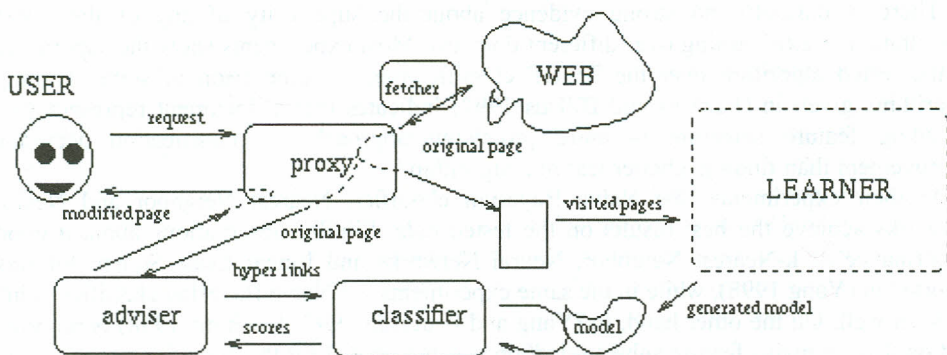 USER
request
fetcher
WEB
proxy
original page
modified page
original page
visited pages
LEARNER
hyper links
adviser
scores
classifier
model
generated model